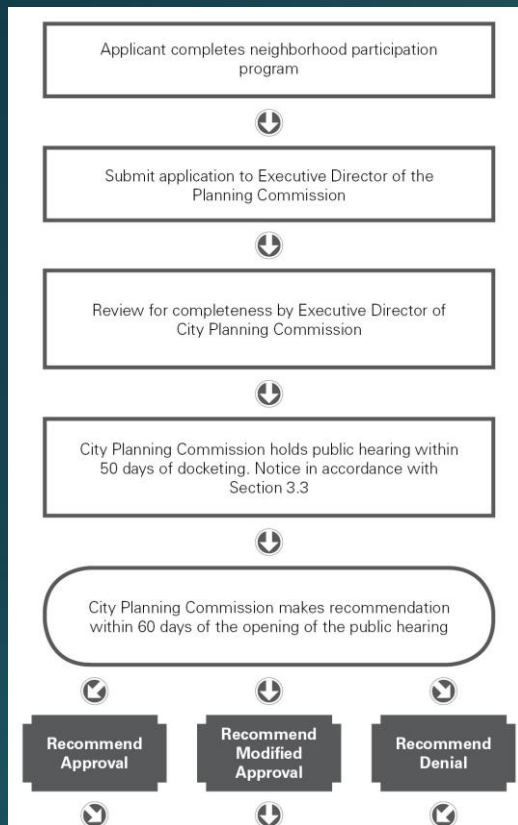 Applicant completes neighborhood participation
program
Submit application to Executive Director of the
Planning Commission
Review for completeness by Executive Director of
City Planning Commission
City Planning Commission holds public hearing within
50 days of docketing. Notice in accordance with
Section 3.3
City Planning Commission makes recommendation
within 60 days of the opening of the public hearing
Recommend
Approval
Recommend
Modified
Approval
Recommend
Denial